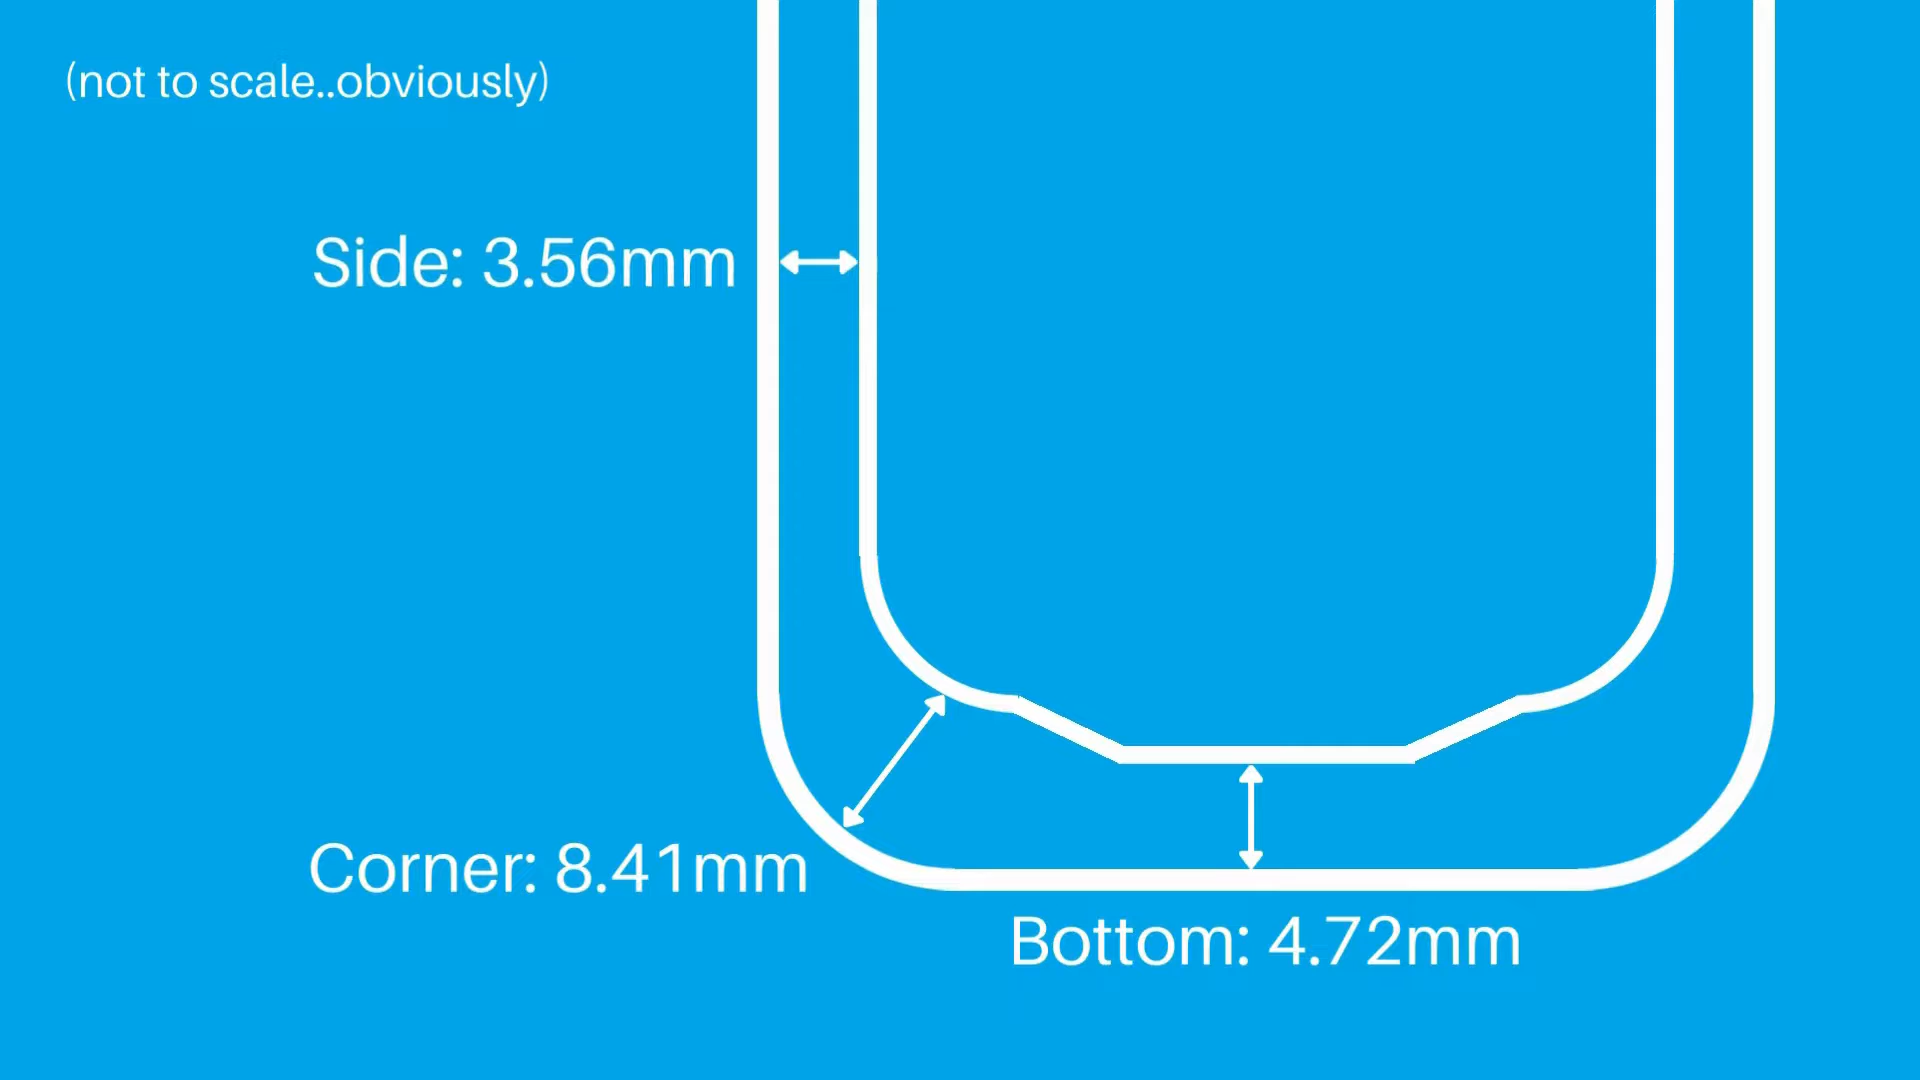 (not to scale..obviously)
Side: 3.56mm
Corner: 8.41mm
Bottom: 4.72mm